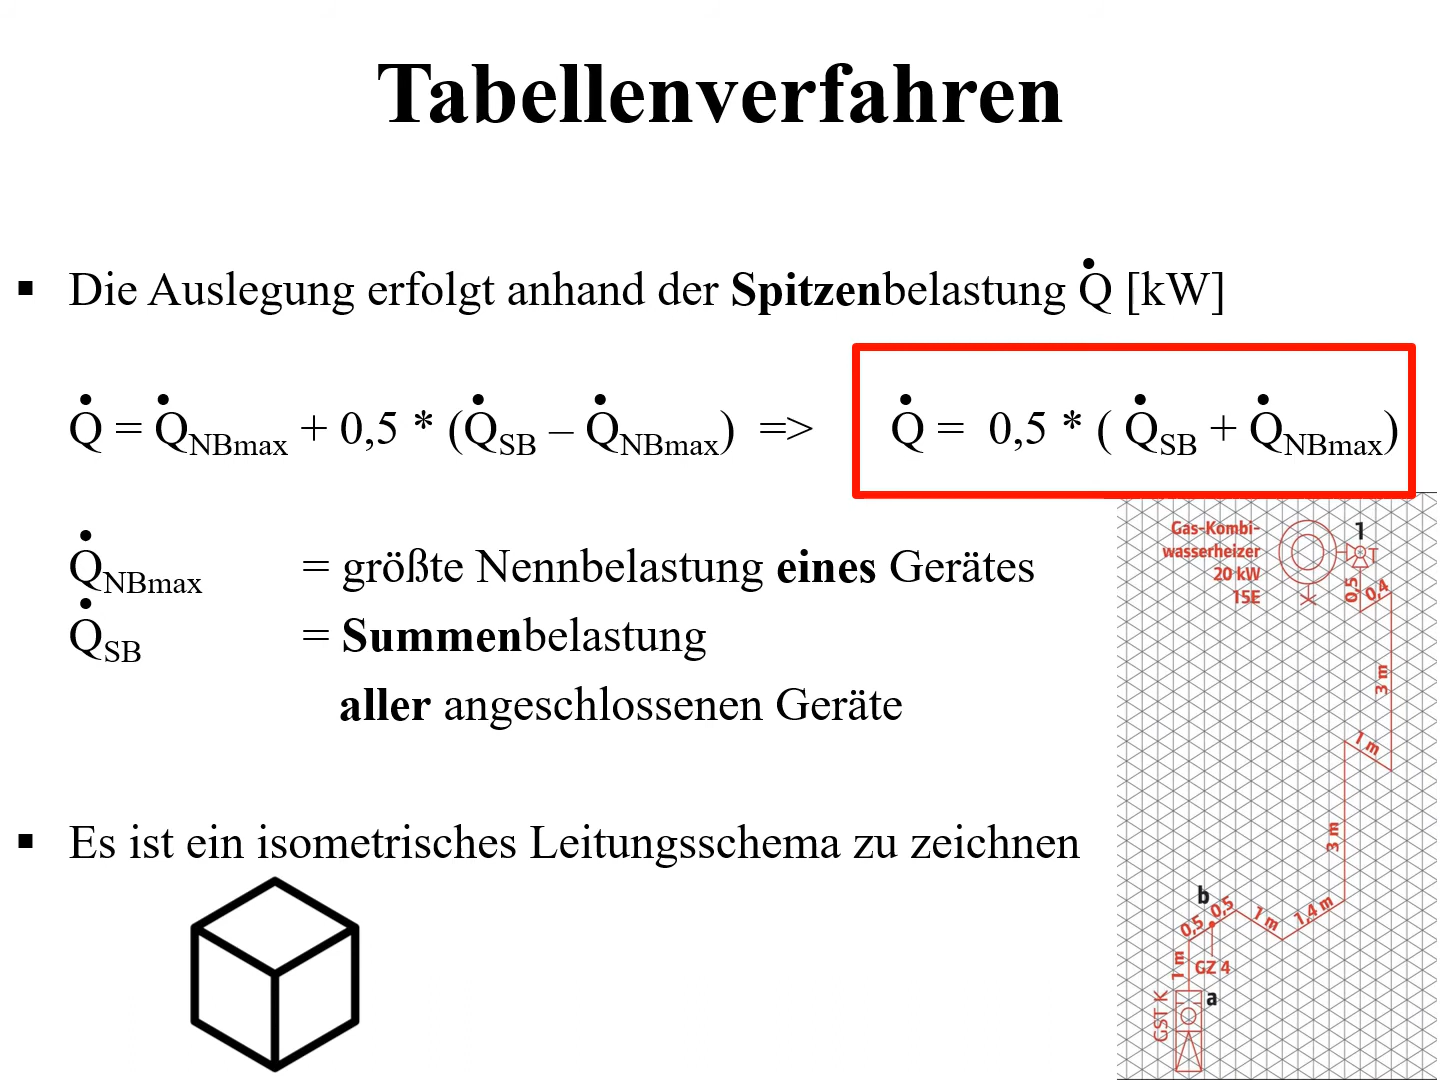 Tabellenverfahren
▪ Die Auslegung erfolgt anhand der Spitzenbelastung Q̇ [kW]
Q̇ = Q̇NBmax + 0,5 * (Q̇SB – Q̇NBmax) => Q̇ = 0,5 * ( Q̇SB + Q̇NBmax)
Q̇NBmax = größte Nennbelastung eines Gerätes
Q̇SB = Summenbelastung
aller angeschlossenen Geräte
▪ Es ist ein isometrisches Leitungsschema zu zeichnen
Gas-Kombi-
wasserheizer
20 kW
15E
1
T
0,5
0,4
3 m
1 m
3 m
b
0,5
0,5
1 m
1,4 m
1 m
GZ 4
GST K
a